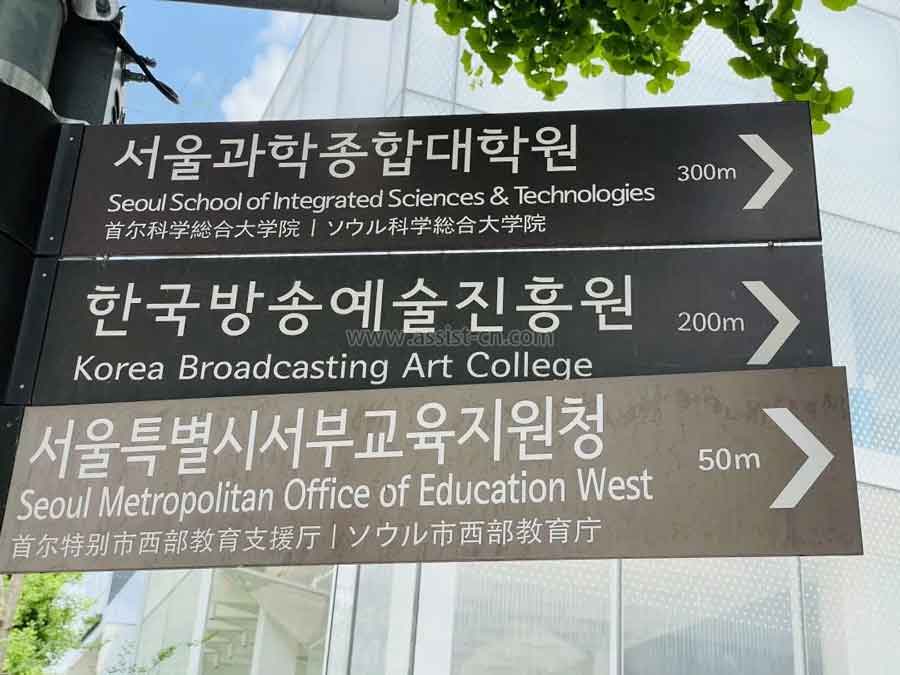 서울과학종합대학원
300m
Seoul School of Integrated Sciences & Technologies
首尔科学総合大学院 | ソウル科学総合大学院
한국방송예술진흥원
200m
www.assist-cn.com
Korea Broadcasting Art College
서울특별시서부교육지원청
50m
Seoul Metropolitan Office of Education West
首尔特别市西部教育支援厅 | ソウル市西部教育庁